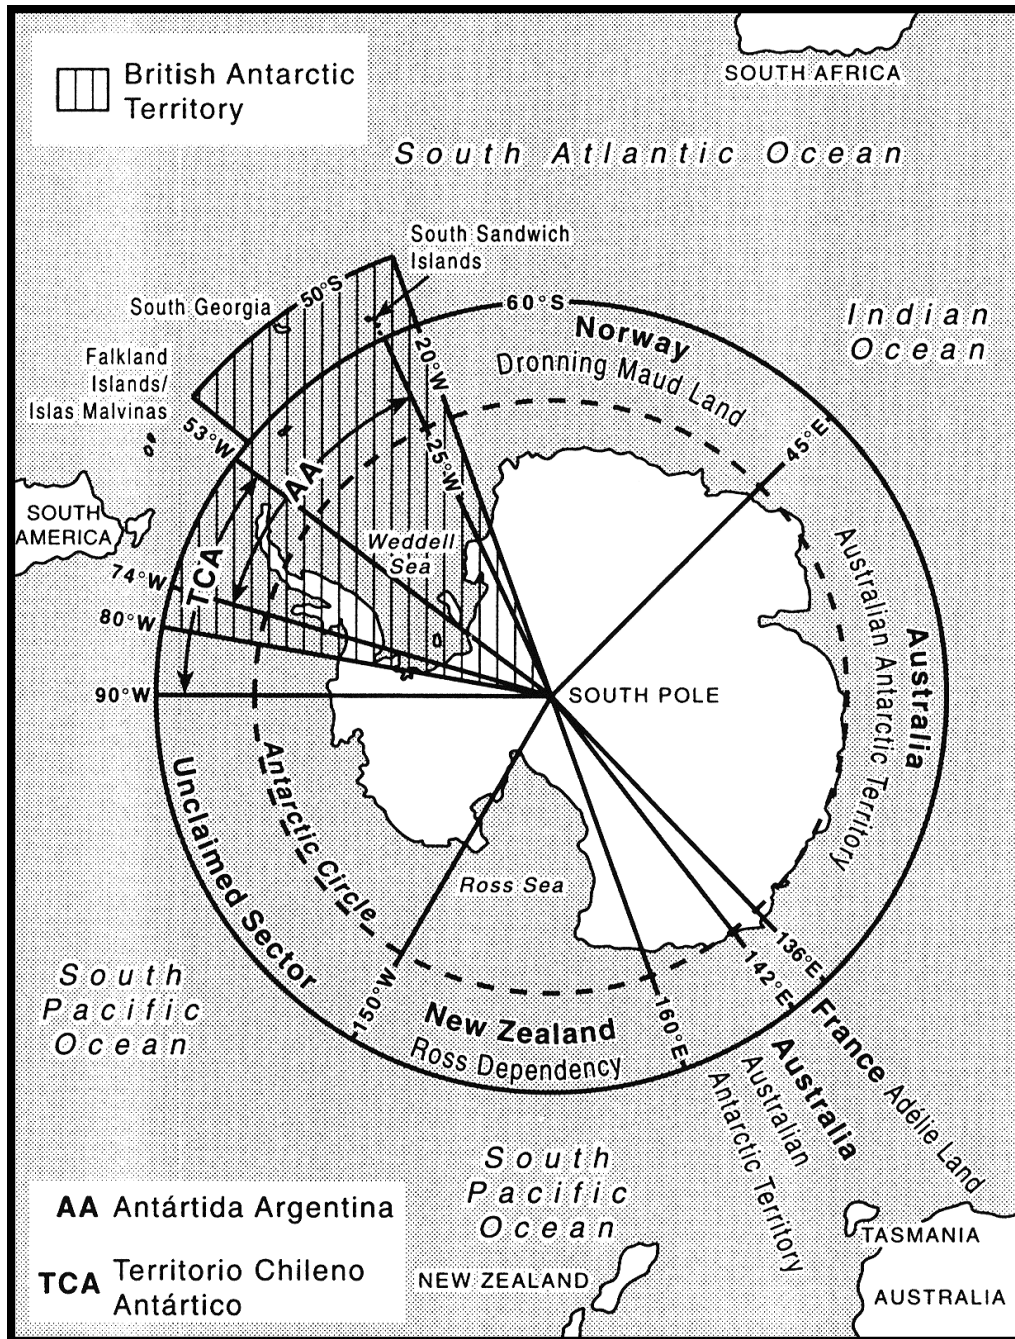 SOUTH AFRICA
British Antarctic
Territory
South Atlantic Ocean
South Sandwich
Islands
50°S
South Georgia
60°S
Norway
Dronning Maud Land
Indian
Ocean
Falkland
Islands/
Islas Malvinas
20°W
53°W
25°W
45°E
AA
SOUTH
AMERICA
Weddell
Sea
TCA
74°W
80°W
90°W
SOUTH POLE
Australia
Australian Antarctic Territory
Unclaimed Sector
Antarctic Circle
Ross Sea
South
Pacific
Ocean
150°W
New Zealand
Ross Dependency
160°E
142°E
136°E
France Adélie Land
Australia
Australian
Antarctic Territory
South
Pacific
Ocean
AA Antártida Argentina
TCA Territorio Chileno
Antártico
NEW ZEALAND
TASMANIA
AUSTRALIA